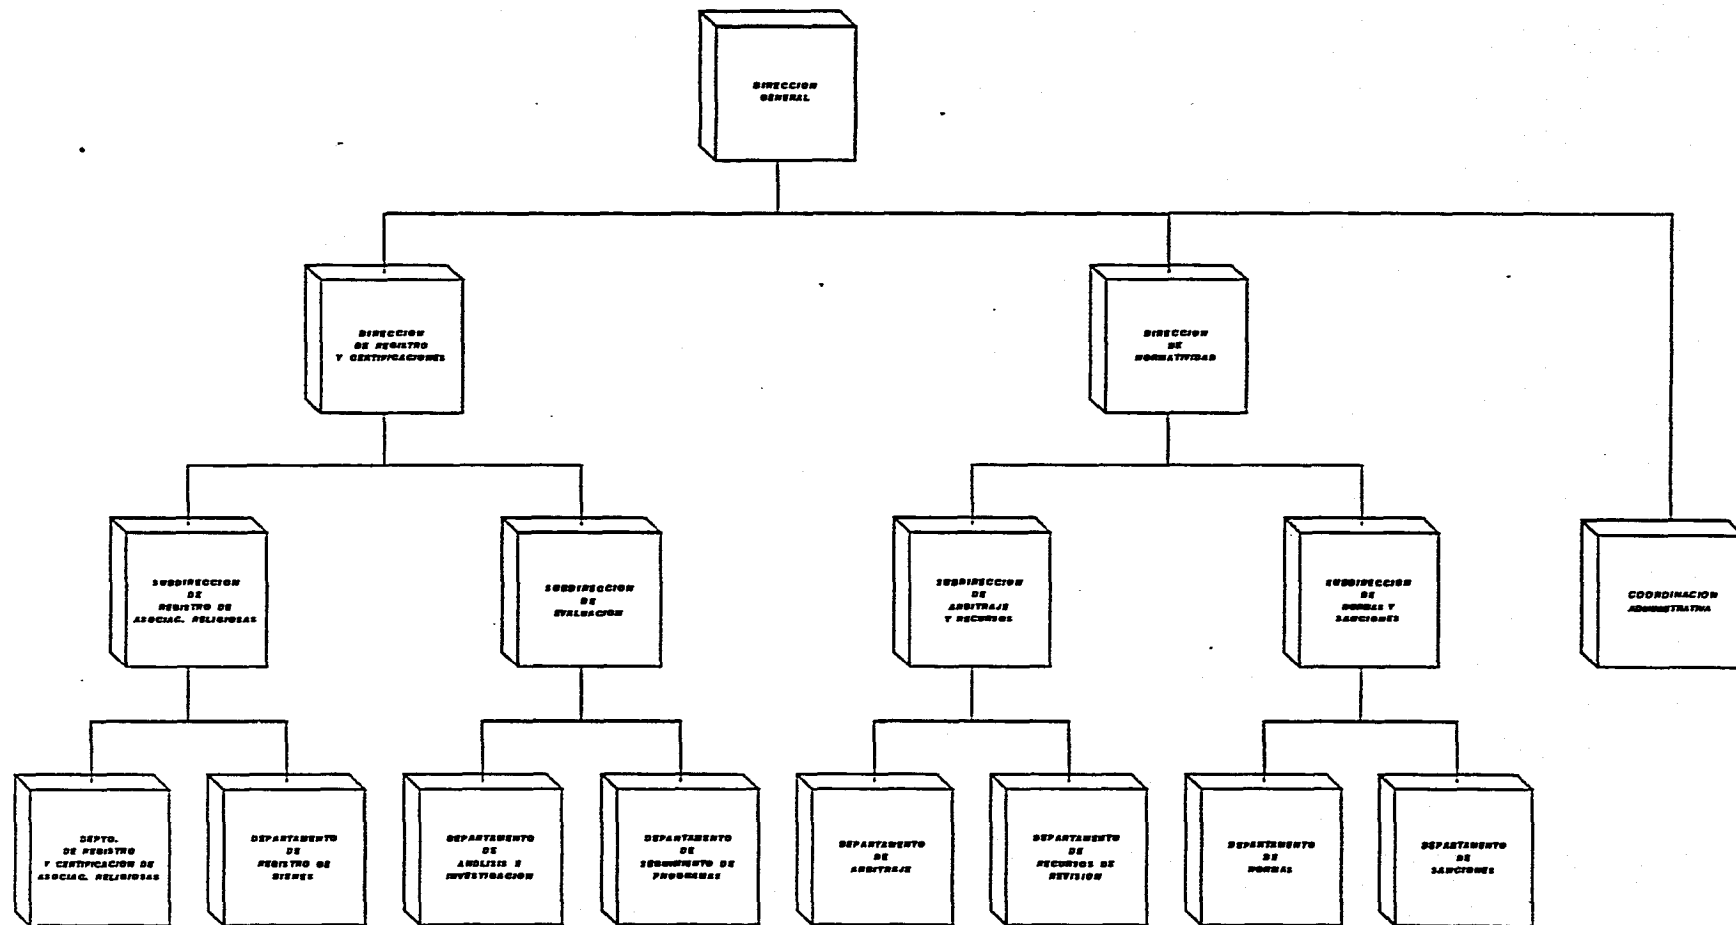 DIRECCION
GENERAL
DIRECCION
DE REGISTRO
Y CERTIFICACIONES
DIRECCION
DE
NORMATIVIDAD
SUBDIRECCION
DE
REGISTRO DE
ASOCIAC. RELIGIOSAS
SUBDIRECCION
DE
EVALUACION
SUBDIRECCION
DE
ARBITRAJE
Y RECURSOS
SUBDIRECCION
DE
NORMAS Y
SANCIONES
COORDINACION
ADMINISTRATIVA
DEPTO.
DE REGISTRO
Y CERTIFICACION DE
ASOCIAC. RELIGIOSAS
DEPARTAMENTO
DE
REGISTRO DE
BIENES
DEPARTAMENTO
DE
ANÁLISIS E
INVESTIGACION
DEPARTAMENTO
DE
SEGUIMIENTO DE
PROGRAMAS
DEPARTAMENTO
DE
ARBITRAJE
DEPARTAMENTO
DE
RECURSOS DE
REVISION
DEPARTAMENTO
DE
NORMAS
DEPARTAMENTO
DE
SANCIONES